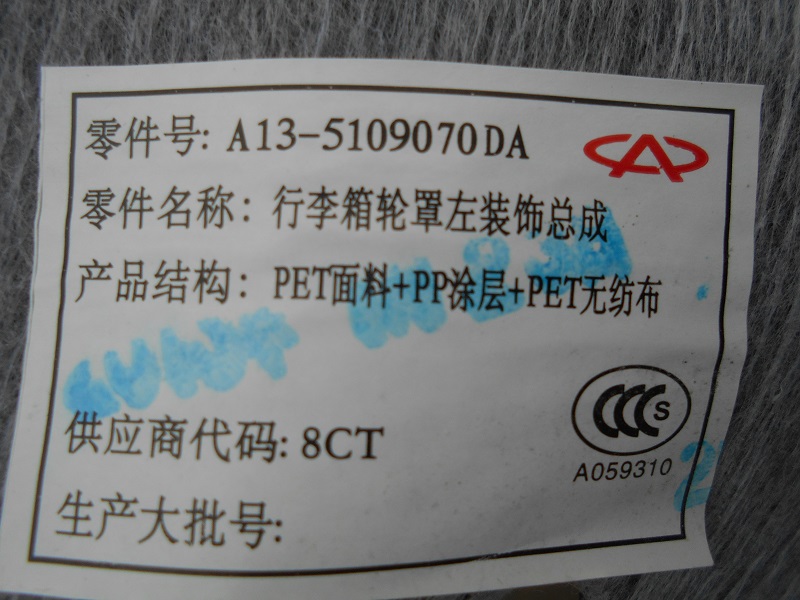 零件号: A13-5109070DA
零件名称: 行李箱轮罩左装饰总成
产品结构: PET面料+PP涂层+PET无纺布
供应商代码: 8CT
CCC S
A059310
生产大批号: